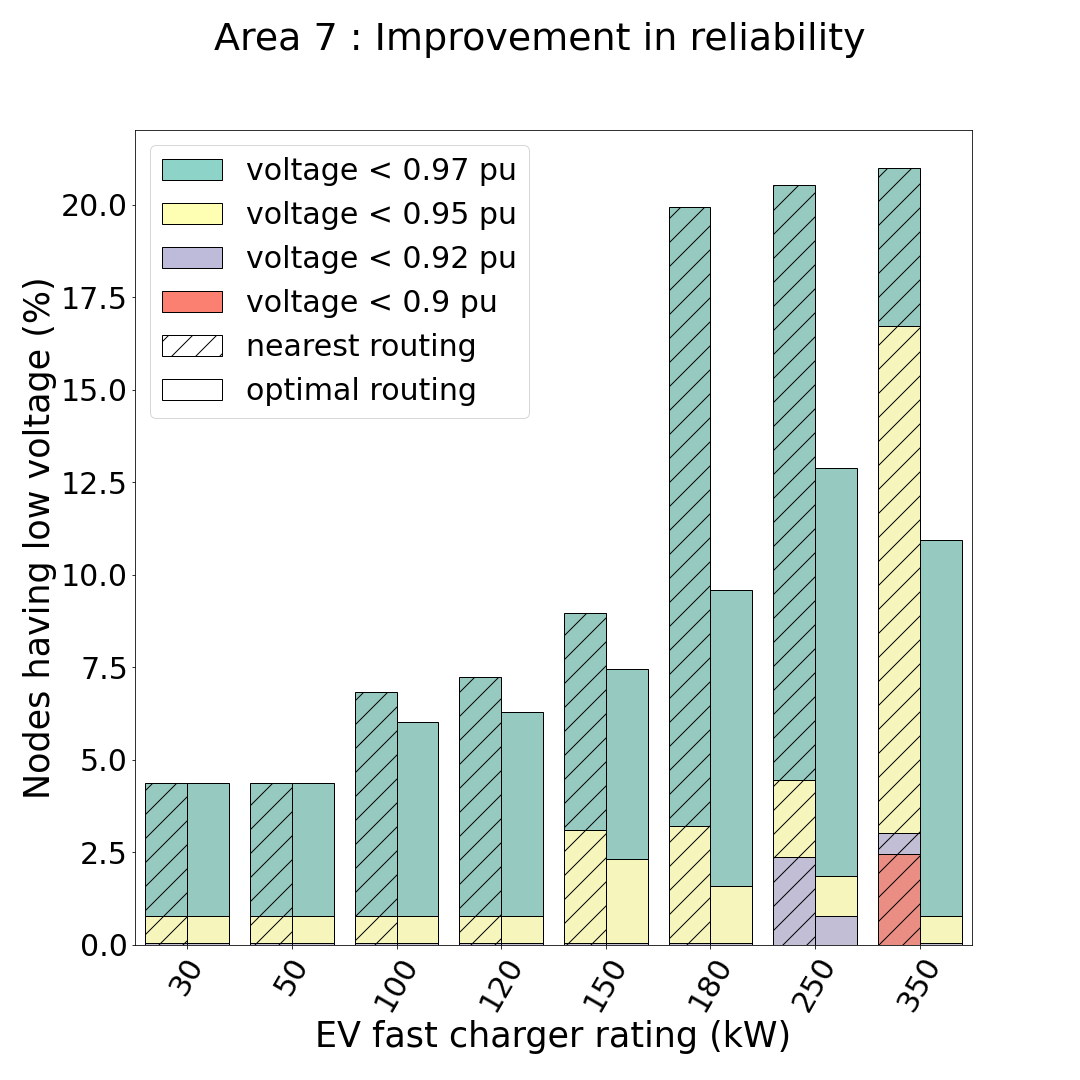 Area 7 : Improvement in reliability
voltage < 0.97 pu
voltage < 0.95 pu
voltage < 0.92 pu
voltage < 0.9 pu
nearest routing
optimal routing
Nodes having low voltage (%)
20.0
17.5
15.0
12.5
10.0
7.5
5.0
2.5
0.0
30 50 100 120 150 180 250 350
EV fast charger rating (kW)